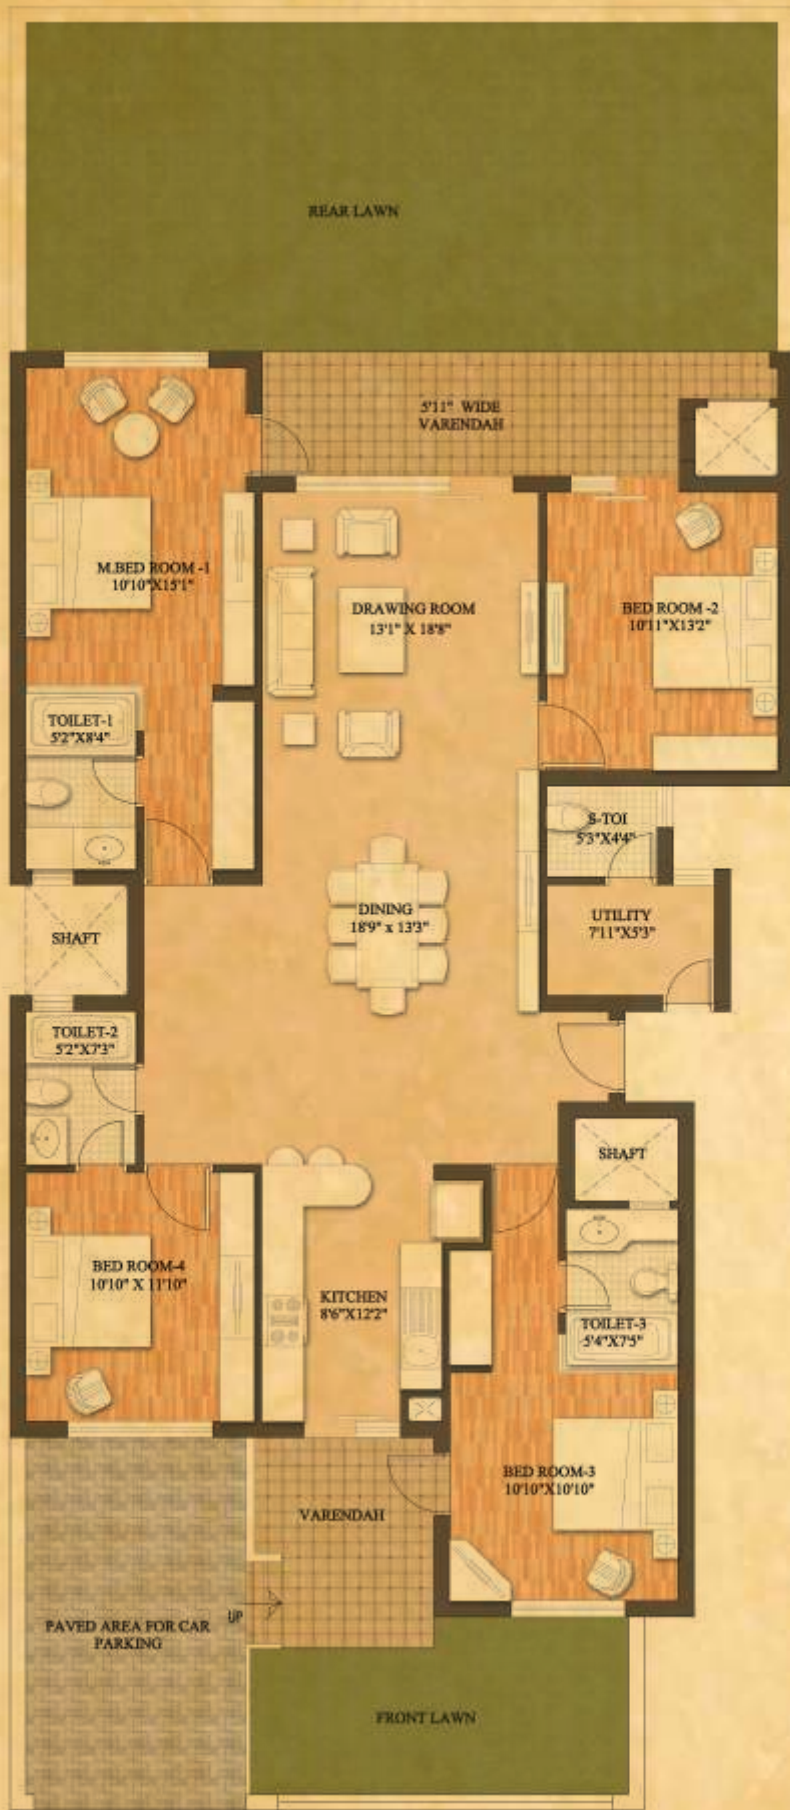 REAR LAWN
5'11" WIDE
VARENDAH
M.BED ROOM -1
10'10"X15'1"
DRAWING ROOM
13'1" X 18'8"
BED ROOM -2
10'11"X13'2"
TOILET-1
5'2"X8'4"
S-TOI
5'3"X4'4"
DINING
18'9" x 13'3"
UTILITY
7'11"X5'3"
SHAFT
TOILET-2
5'2"X7'3"
SHAFT
BED ROOM-4
10'10" X 11'10"
KITCHEN
8'6"X12'2"
TOILET-3
5'4"X7'5"
BED ROOM-3
10'10"X10'10"
VARENDAH
UP
PAVED AREA FOR CAR
PARKING
FRONT LAWN